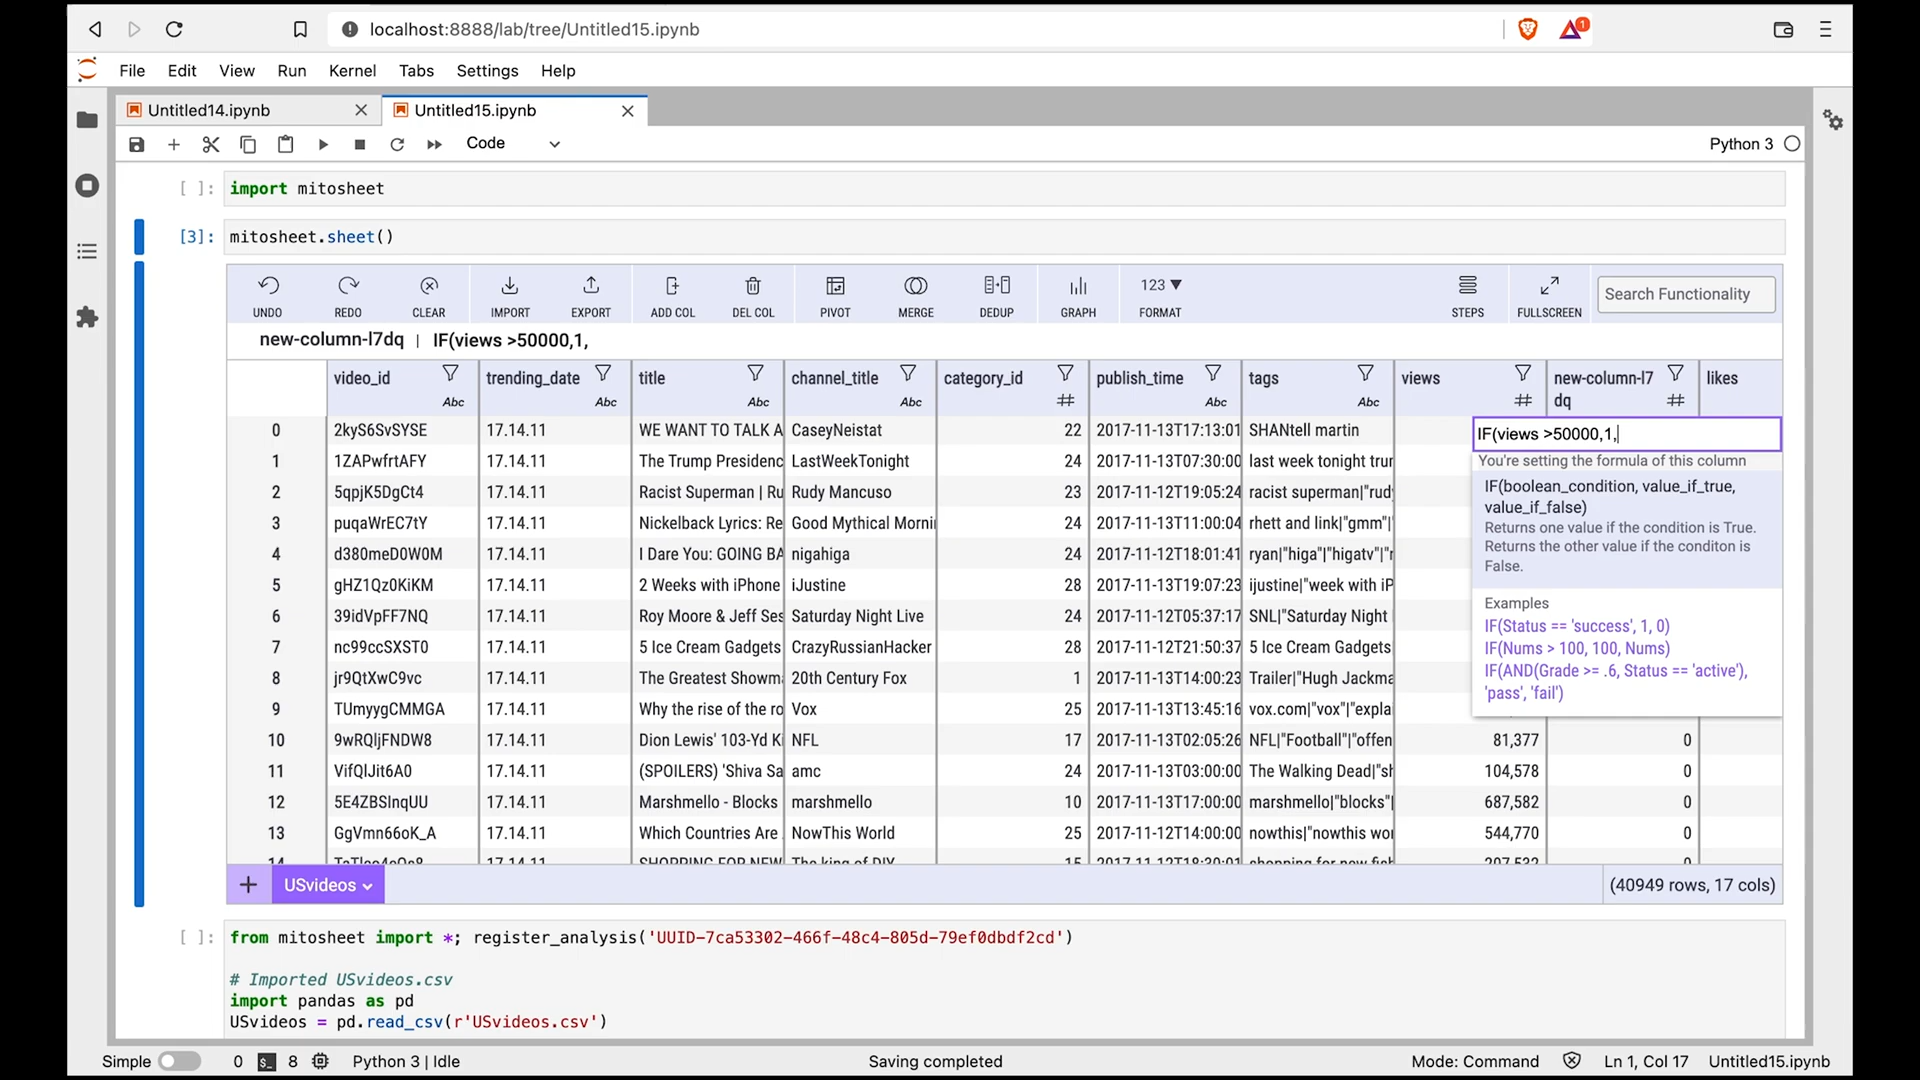 localhost:8888/lab/tree/Untitled15.ipynb
1
File Edit View Run Kernel Tabs Settings Help
Untitled14.ipynb Untitled15.ipynb
Code Python 3
[ ]: import mitosheet
[3]: mitosheet.sheet()
123 Search Functionality
UNDO REDO CLEAR IMPORT EXPORT ADD COL DEL COL PIVOT MERGE DEDUP GRAPH FORMAT STEPS FULLSCREEN
new-column-l7dq | IF(views >50000,1,
video_id trending_date title channel_title category_id publish_time tags views new-column-l7 likes
dq
Abc Abc Abc Abc # Abc Abc # #
0 2kyS6SvSYSE 17.14.11 WE WANT TO TALK A CaseyNeistat 22 2017-11-13T17:13:01 SHANtell martin
IF(views >50000,1,
1 1ZAPwfrtAFY 17.14.11 The Trump Presidenc LastWeekTonight 24 2017-11-13T07:30:00 last week tonight trur
You're setting the formula of this column
2 5qpjK5DgCt4 17.14.11 Racist Superman | Ru Rudy Mancuso 23 2017-11-12T19:05:24 racist superman|"rudy
IF(boolean_condition, value_if_true,
value_if_false)
3 puqaWrEC7tY 17.14.11 Nickelback Lyrics: Re Good Mythical Morni 24 2017-11-13T11:00:04 rhett and link|"gmm"|'
Returns one value if the condition is True.
Returns the other value if the conditon is
False.
4 d380meD0W0M 17.14.11 I Dare You: GOING BA nigahiga 24 2017-11-12T18:01:41 ryan|"higa"|"higatv"|"r
5 gHZ1Qz0KiKM 17.14.11 2 Weeks with iPhone iJustine 28 2017-11-13T19:07:23 ijustine|"week with iP
Examples
6 39idVpFF7NQ 17.14.11 Roy Moore & Jeff Ses Saturday Night Live 24 2017-11-12T05:37:17 SNL|"Saturday Night
IF(Status == 'success', 1, 0)
7 nc99ccSXST0 17.14.11 5 Ice Cream Gadgets CrazyRussianHacker 28 2017-11-12T21:50:37 5 Ice Cream Gadgets
IF(Nums > 100, 100, Nums)
8 jr9QtXwC9vc 17.14.11 The Greatest Showma 20th Century Fox 1 2017-11-13T14:00:23 Trailer|"Hugh Jackma
IF(AND(Grade >= .6, Status == 'active'),
'pass', 'fail')
9 TUmyygCMMGA 17.14.11 Why the rise of the ro Vox 25 2017-11-13T13:45:16 vox.com|"vox"|"explai
10 9wRQljFNDW8 17.14.11 Dion Lewis' 103-Yd Ki NFL 17 2017-11-13T02:05:26 NFL|"Football"|"offen 81,377 0
11 VifQlJit6A0 17.14.11 (SPOILERS) 'Shiva Sa amc 24 2017-11-13T03:00:00 The Walking Dead|"sh 104,578 0
12 5E4ZBSInqUU 17.14.11 Marshmello - Blocks marshmello 10 2017-11-13T17:00:00 marshmello|"blocks"| 687,582 0
13 GgVmn66oK_A 17.14.11 Which Countries Are NowThis World 25 2017-11-12T14:00:00 nowthis|"nowthis wor 544,770 0
USvideos (40949 rows, 17 cols)
[ ]: from mitosheet import *; register_analysis('UUID-7ca53302-466f-48c4-805d-79ef0dbdf2cd')
# Imported USvideos.csv
import pandas as pd
USvideos = pd.read_csv(r'USvideos.csv')
Simple 0 8 Python 3 | Idle Saving completed Mode: Command Ln 1, Col 17 Untitled15.ipynb